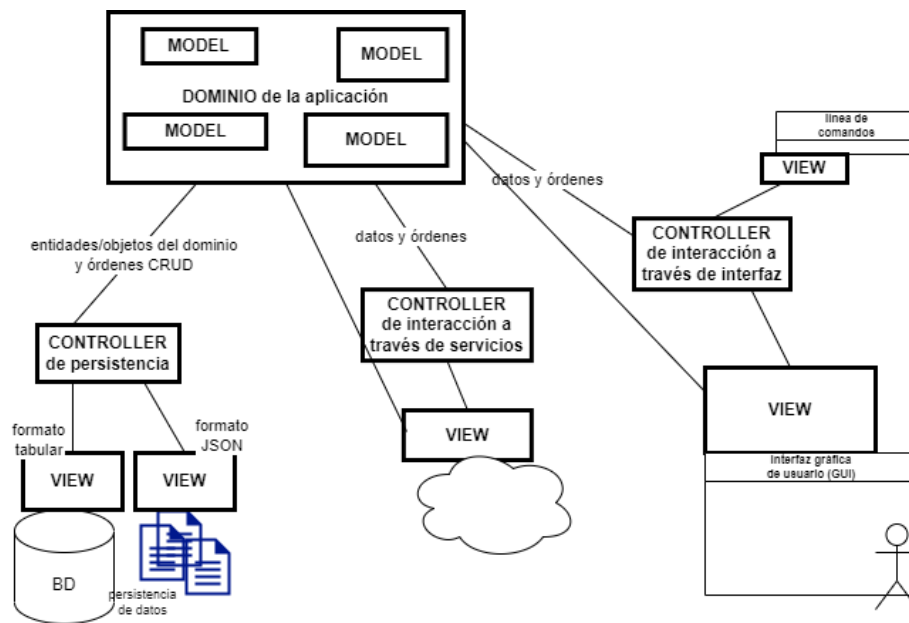 MODEL
MODEL
DOMINIO de la aplicación
MODEL
MODEL
línea de
comandos
VIEW
datos y órdenes
entidades/objetos del dominio
y órdenes CRUD
datos y órdenes
CONTROLLER
de interacción a
través de interfaz
CONTROLLER
de interacción a
través de servicios
CONTROLLER
de persistencia
VIEW
formato
tabular
formato
JSON
VIEW
VIEW
VIEW
Interfaz gráfica
de usuario (GUI)
BD
persistencia
de datos